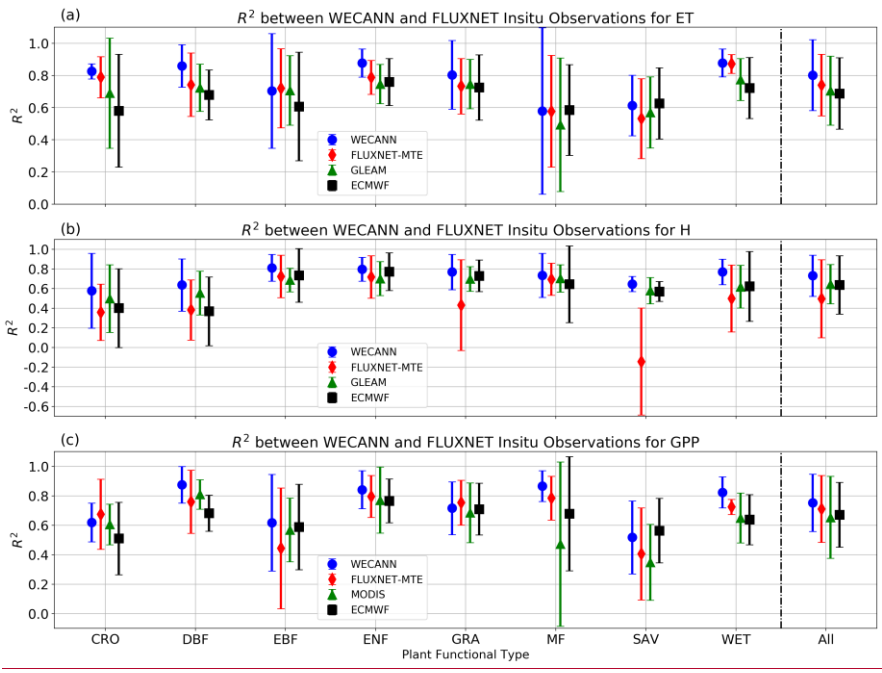 (a)
R² between WECANN and FLUXNET Insitu Observations for ET
1.0
0.8
0.6
0.4
0.2
0.0
R²
WECANN
FLUXNET-MTE
GLEAM
ECMWF
(b)
R² between WECANN and FLUXNET Insitu Observations for H
1.0
0.8
0.6
0.4
0.2
0.0
-0.2
-0.4
-0.6
R²
WECANN
FLUXNET-MTE
GLEAM
ECMWF
(c)
R² between WECANN and FLUXNET Insitu Observations for GPP
1.0
0.8
0.6
0.4
0.2
0.0
R²
WECANN
FLUXNET-MTE
MODIS
ECMWF
CRO DBF EBF ENF GRA MF SAV WET All
Plant Functional Type